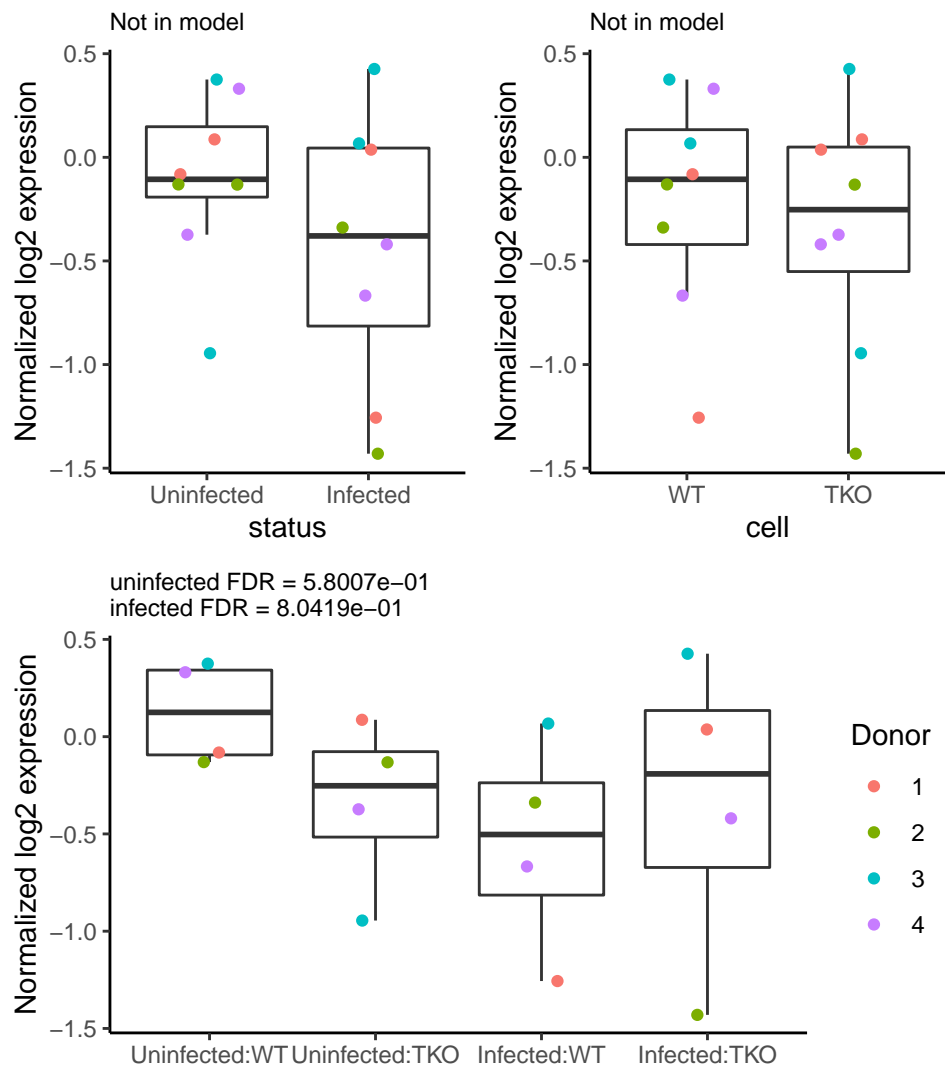 Not in model
Normalized log2 expression
0.5
0.0
−0.5
−1.0
−1.5
Uninfected Infected
status
Not in model
Normalized log2 expression
0.5
0.0
−0.5
−1.0
−1.5
WT TKO
cell
uninfected FDR = 5.8007e−01
infected FDR = 8.0419e−01
Normalized log2 expression
0.5
0.0
−0.5
−1.0
−1.5
Uninfected:WT Uninfected:TKO Infected:WT Infected:TKO
Donor
1
2
3
4